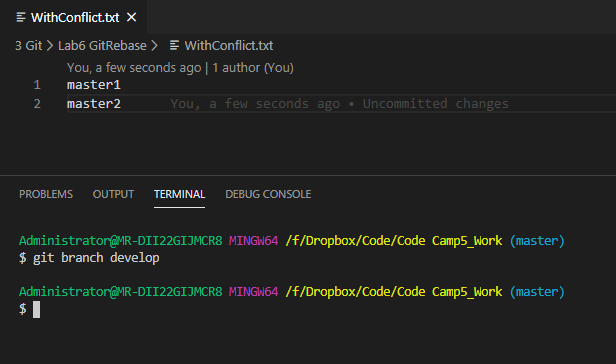 WithConflict.txt
3 Git > Lab6 GitRebase > WithConflict.txt
You, a few seconds ago | 1 author (You)
1 master1
2 master2 You, a few seconds ago • Uncommitted changes
PROBLEMS OUTPUT TERMINAL DEBUG CONSOLE
Administrator@MR-DII22GIJMCR8 MINGW64 /f/Dropbox/Code/Code Camp5_Work (master)
$ git branch develop
Administrator@MR-DII22GIJMCR8 MINGW64 /f/Dropbox/Code/Code Camp5_Work (master)
$